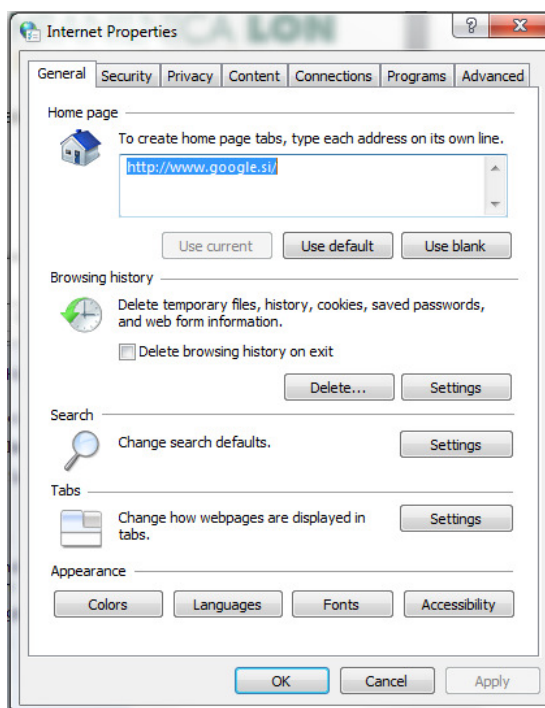 LON
Internet Properties
General Security Privacy Content Connections Programs Advanced
Home page
To create home page tabs, type each address on its own line.
http://www.google.si/
Use current Use default Use blank
Browsing history
Delete temporary files, history, cookies, saved passwords,
and web form information.
Delete browsing history on exit
Delete... Settings
Search
Change search defaults. Settings
Tabs
Change how webpages are displayed in Settings
tabs.
Appearance
Colors Languages Fonts Accessibility
OK Cancel Apply